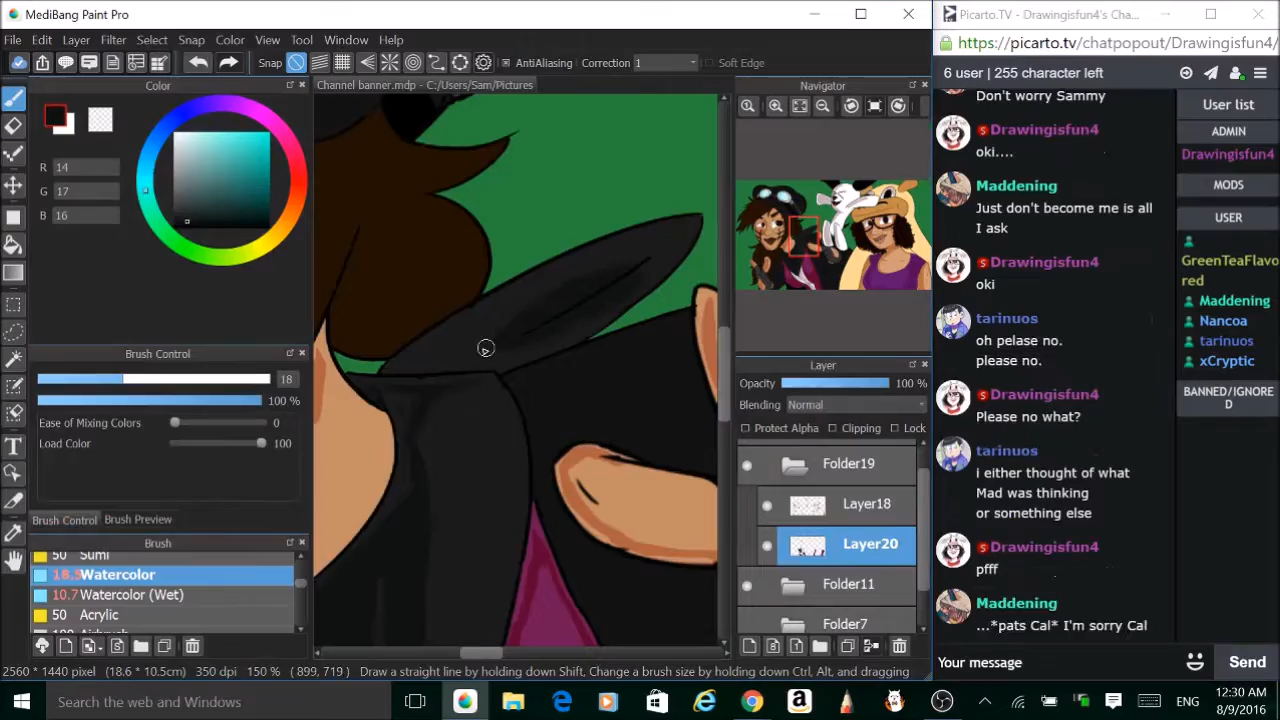 MediBang Paint Pro
File Edit Layer Filter Select Snap Color View Tool Window Help
Snap AntiAliasing Correction 1 Soft Edge
Color
R 14
G 17
B 16
Brush Control
18
100 %
Ease of Mixing Colors 0
Load Color 100
Brush Control Brush Preview
Brush
50 Sumi
18.5 Watercolor
10.7 Watercolor (Wet)
50 Acrylic
100 Airbrush
2560 * 1440 pixel (18.6 * 10.5cm) 350 dpi 150 % (899, 719) Draw a straight line by holding down Shift, Change a brush size by holding down Ctrl, Alt, and dragging
Channel banner.mdp - C:/Users/Sam/Pictures
Navigator
Layer
Opacity 100 %
Blending Normal
Protect Alpha Clipping Lock
Folder19
Layer18
Layer20
Folder11
Folder7
Picarto.TV - Drawingisfun4's Cha...
https://picarto.tv/chatpopout/Drawingisfun4/
6 user | 255 character left
Don't worry Sammy
Drawingisfun4
oki....
Maddening
Just don't become me is all
I ask
Drawingisfun4
oki
tarinuos
oh pelase no.
please no.
Drawingisfun4
Please no what?
tarinuos
i either thought of what
Mad was thinking
or something else
Drawingisfun4
pfff
Maddening
...*pats Cal* I'm sorry Cal
Your message Send
User list
ADMIN
Drawingisfun4
MODS
USER
GreenTeaFlavo
red
Maddening
Nancoa
tarinuos
xCryptic
BANNED/IGNORE
D
Search the web and Windows
ENG
12:31 AM
8/9/2016